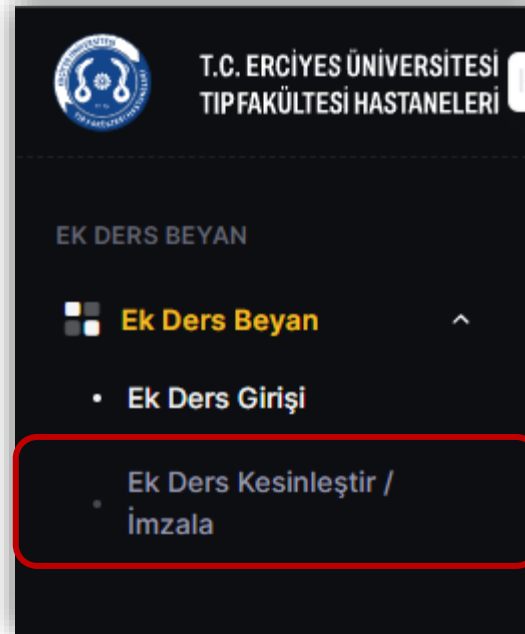 T.C. ERCİYES ÜNİVERSİTESİ
TIP FAKÜLTESİ HASTANELERİ
EK DERS BEYAN
Ek Ders Beyan
Ek Ders Girişi
Ek Ders Kesinleştir /
İmzala